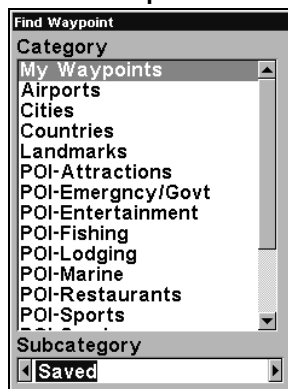 Find Waypoint
Category
My Waypoints
Airports
Cities
Countries
Landmarks
POI-Attractions
POI-Emergncy/Govt
POI-Entertainment
POI-Fishing
POI-Lodging
POI-Marine
POI-Restaurants
POI-Sports
Subcategory
Saved